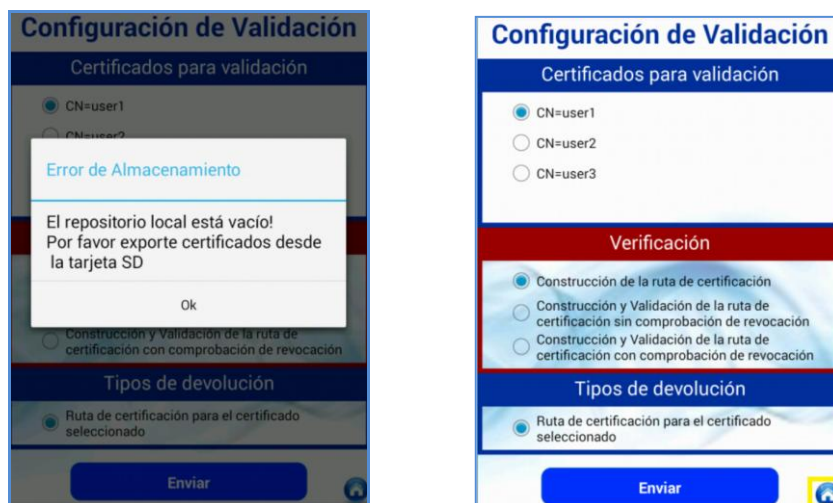 Configuración de Validación
Certificados para validación
CN=user1
CN=user2
Error de Almacenamiento
El repositorio local está vacío!
Por favor exporte certificados desde
la tarjeta SD
Ok
Construcción y Validación de la ruta de
certificación con comprobación de revocación
Tipos de devolución
Ruta de certificación para el certificado
seleccionado
Enviar
Configuración de Validación
Certificados para validación
CN=user1
CN=user2
CN=user3
Verificación
Construcción de la ruta de certificación
Construcción y Validación de la ruta de
certificación sin comprobación de revocación
Construcción y Validación de la ruta de
certificación con comprobación de revocación
Tipos de devolución
Ruta de certificación para el certificado
seleccionado
Enviar